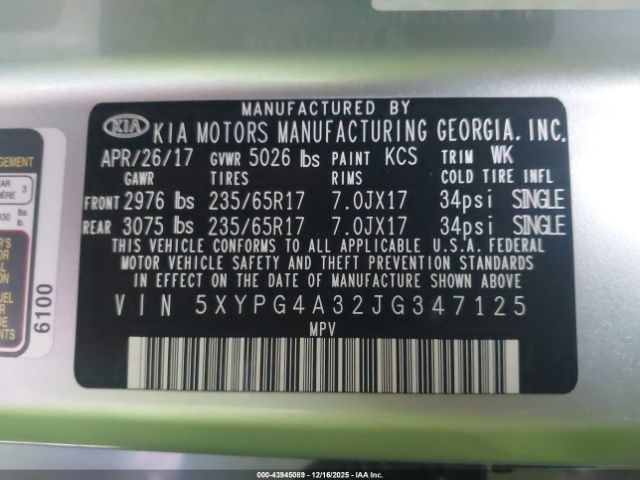 MANUFACTURED BY
KIA KIA MOTORS MANUFACTURING GEORGIA, INC.
APR/26/17 GVWR 5026 lbs PAINT KCS TRIM WK
GAWR TIRES RIMS COLD TIRE INFL
FRONT 2976 lbs 235/65R17 7.0JX17 34psi SINGLE
REAR 3075 lbs 235/65R17 7.0JX17 34psi SINGLE
THIS VEHICLE CONFORMS TO ALL APPLICABLE U.S.A. FEDERAL
MOTOR VEHICLE SAFETY AND THEFT PREVENTION STANDARDS
IN EFFECT ON THE DATE OF MANUFACTURE SHOWN ABOVE
VIN 5XYPG4A32JG347125
MPV
6100
000-43945089 - 12/16/2025 - IAAI, Inc.